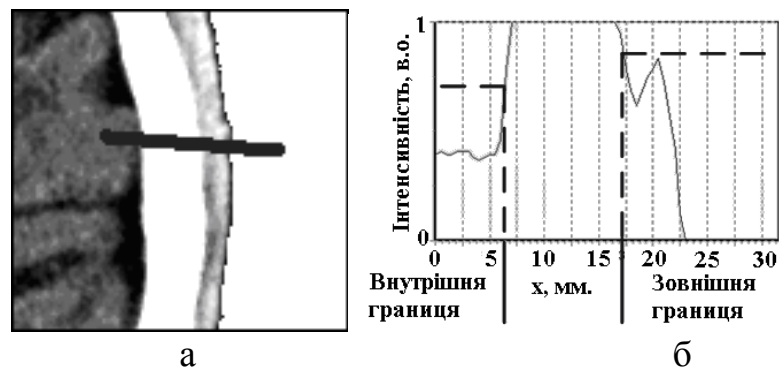 Інтенсивність, в.о.
1
0
0 5 10 15 20 25 30
Внутрішня границя
х, мм.
Зовнішня границя
а
б